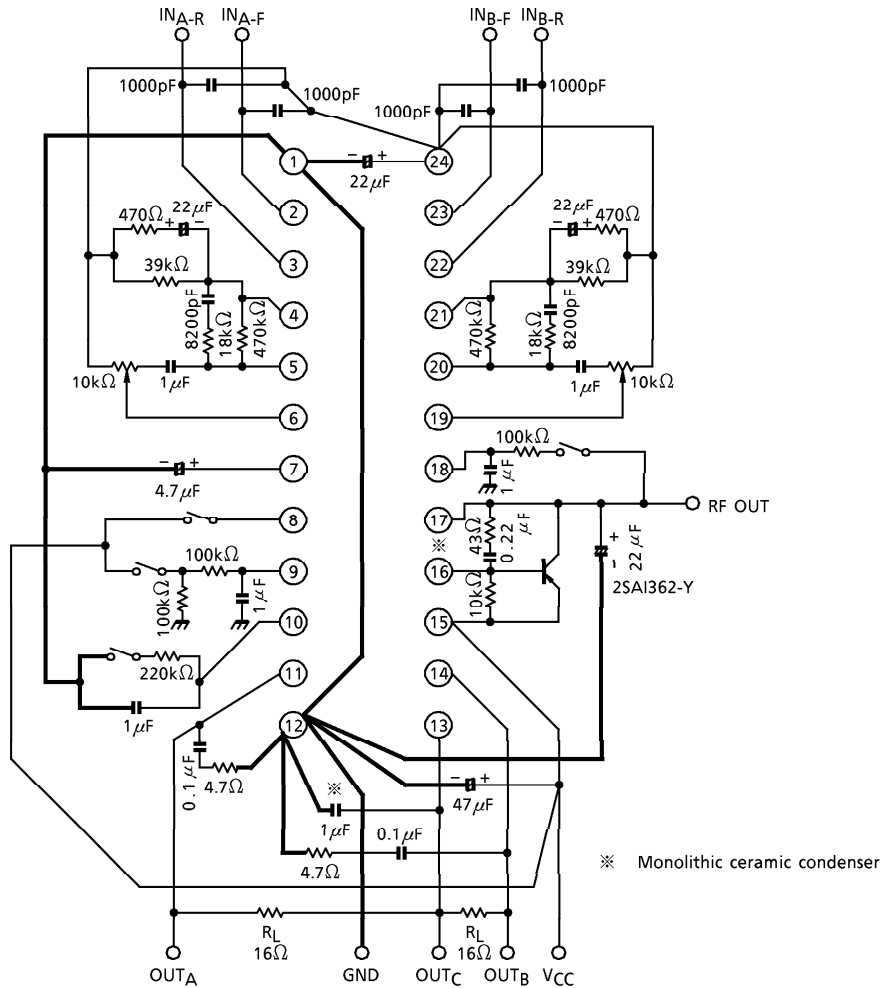 INA-R INA-F INB-F INB-R
1000pF 1000pF
1000pF 1000pF
1 − + 24
22μF
2 23
470Ω + 22μF − 22μF − + 470Ω
3 22
39kΩ 39kΩ
8200pF 18kΩ 470kΩ 4 21 470kΩ 18kΩ 8200pF
5 20
10kΩ 1μF 1μF 10kΩ
6 19
100kΩ
− + 7 18 1μF
4.7μF
RF OUT
8 17 43Ω 0.22μF + − 22μF
※
100kΩ
9 16
100kΩ 1μF 10kΩ 2SAI362-Y
10 15
220kΩ
11 14
1μF
12 13
0.1μF 4.7Ω ※ − + 47μF
1μF 0.1μF
4.7Ω
※ Monolithic ceramic condenser
RL RL
16Ω 16Ω
OUTA GND OUTC OUTB VCC